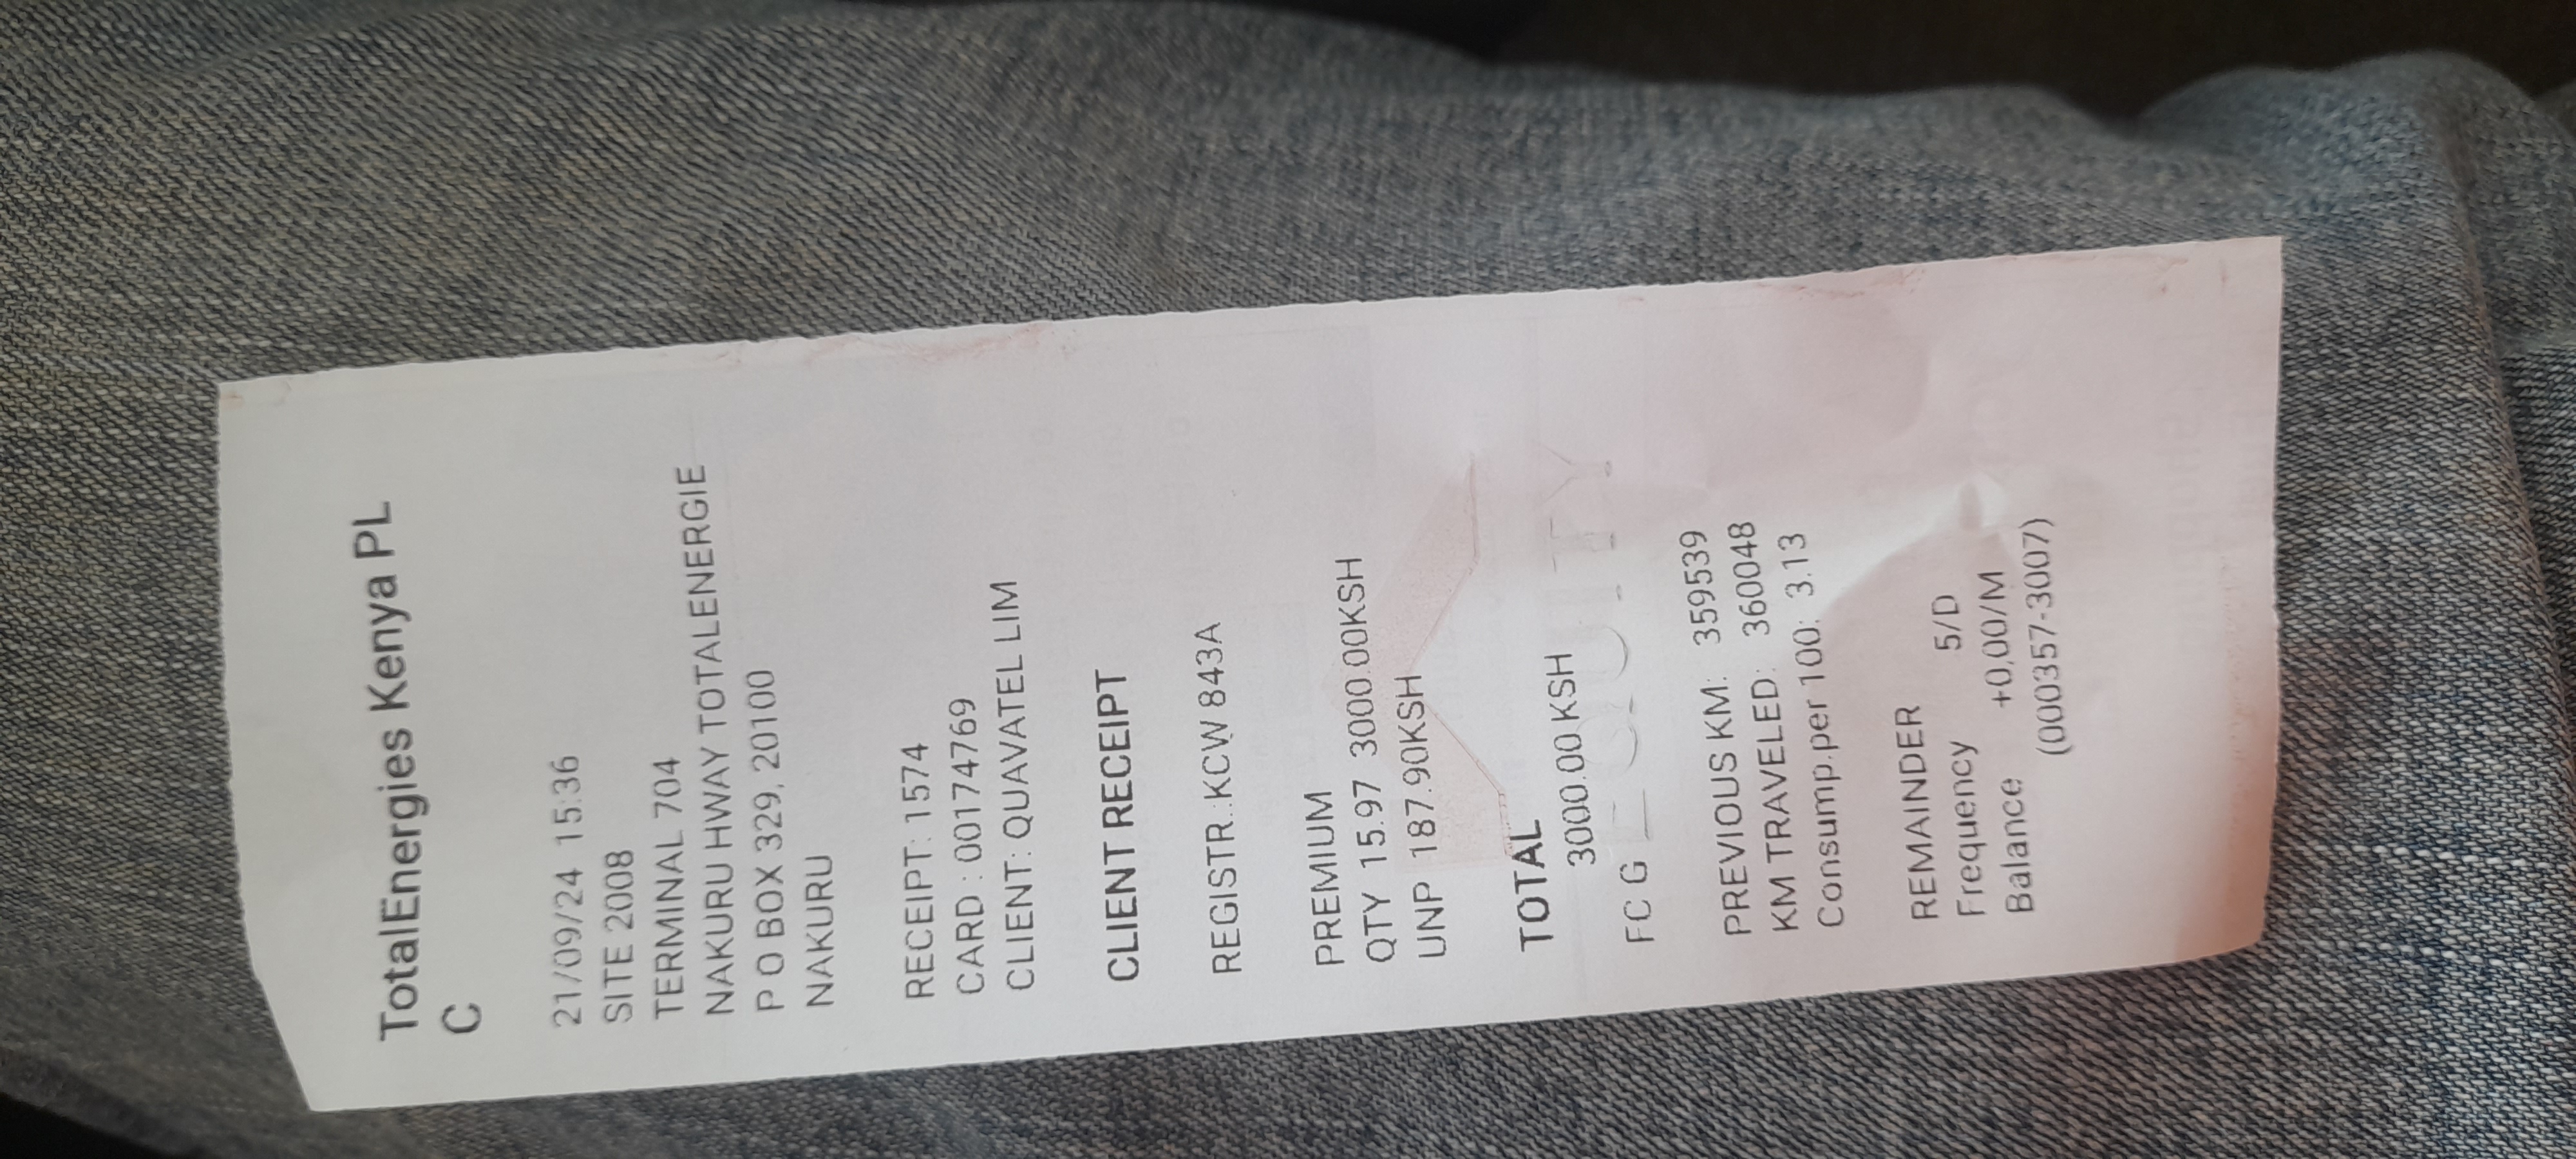 TotalEnergies Kenya PL
C
21/09/24 15:36
SITE 2008
TERMINAL 704
NAKURU HWAY TOTALENERGIE
P O BOX 329, 20100
NAKURU
RECEIPT: 1574
CARD : 00174769
CLIENT: QUAVATEL LIM
CLIENT RECEIPT
REGISTR.:KCW 843A
PREMIUM
QTY 15.97 3000.00KSH
UNP 187.90KSH
TOTAL
3000.00 KSH
FC G
EQUITY
PREVIOUS KM: 359539
KM TRAVELED: 360048
Consump.per 100: 3.13
REMAINDER
Frequency 5/D
Balance +0,00/M
(000357-3007)